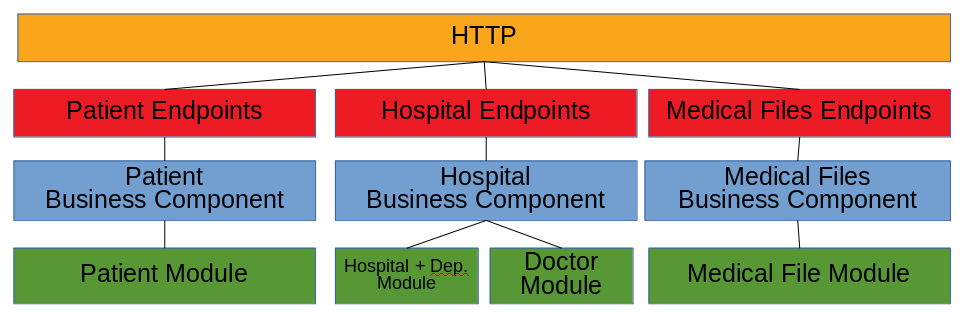 HTTP
Patient Endpoints
Hospital Endpoints
Medical Files Endpoints
Patient
Business Component
Hospital
Business Component
Medical Files
Business Component
Patient Module
Hospital + Dep.
Module
Doctor
Module
Medical File Module